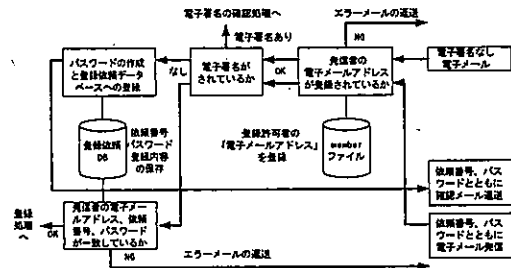 電子署名の確認処理へ
エラーメールの返送
電子署名あり
NG
パスワードの作成
と登録依頼データ
ベースへの登録
なし
電子署名が
されているか
OK
発信者の
電子メールアドレス
が登録されているか
電子署名なし
電子メール
登録依頼
DB
依頼番号
パスワード
登録内容
の保存
登録許可者の
「電子メールアドレス」
を登録
member
ファイル
依頼番号、パス
ワードとともに
確認メール返送
登録
処理
へ
OK
発信者の電子メー
ルアドレス、依頼
番号、パスワード
が一致しているか
依頼番号、パス
ワードとともに
電子メール発信
NG
エラーメールの返送